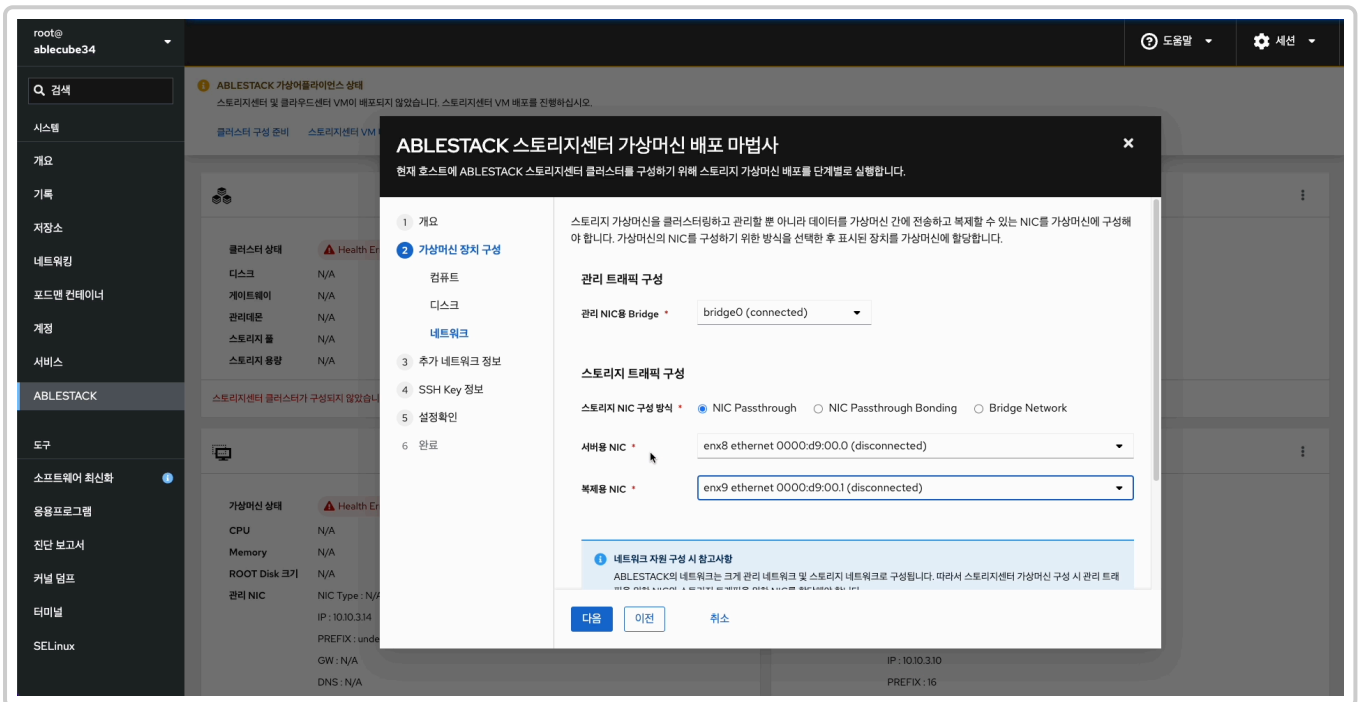 root@
ablecube34
도움말
세션
검색
시스템
개요
기록
저장소
네트워킹
포드맨 컨테이너
계정
서비스
ABLESTACK
도구
소프트웨어 최신화
응용프로그램
진단 보고서
커널 덤프
터미널
SELinux
ABLESTACK 가상어플라이언스 상태
스토리지센터 및 클라우드센터 VM이 배포되지 않았습니다. 스토리지센터 VM 배포를 진행하십시오.
클러스터 구성 준비 스토리지센터 VM
클러스터 상태 Health Er
디스크 N/A
게이트웨이 N/A
관리데몬 N/A
스토리지 풀 N/A
스토리지 용량 N/A
스토리지센터 클러스터가 구성되지 않았습니
가상머신 상태 Health Er
CPU N/A
Memory N/A
ROOT Disk 크기 N/A
관리 NIC NIC Type : N/A
IP : 10.10.3.14
PREFIX : unde
GW : N/A
DNS : N/A
IP : 10.10.3.10
PREFIX : 16
ABLESTACK 스토리지센터 가상머신 배포 마법사
현재 호스트에 ABLESTACK 스토리지센터 클러스터를 구성하기 위해 스토리지 가상머신 배포를 단계별로 실행합니다.
1 개요
2 가상머신 장치 구성
컴퓨트
디스크
네트워크
3 추가 네트워크 정보
4 SSH Key 정보
5 설정확인
6 완료
스토리지 가상머신을 클러스터링하고 관리할 뿐 아니라 데이터를 가상머신 간에 전송하고 복제할 수 있는 NIC를 가상머신에 구성해
야 합니다. 가상머신의 NIC를 구성하기 위한 방식을 선택한 후 표시된 장치를 가상머신에 할당합니다.
관리 트래픽 구성
관리 NIC용 Bridge * bridge0 (connected)
스토리지 트래픽 구성
스토리지 NIC 구성 방식 * NIC Passthrough NIC Passthrough Bonding Bridge Network
서버용 NIC * enx8 ethernet 0000:d9:00.0 (disconnected)
복제용 NIC * enx9 ethernet 0000:d9:00.1 (disconnected)
네트워크 자원 구성 시 참고사항
ABLESTACK의 네트워크는 크게 관리 네트워크 및 스토리지 네트워크로 구성됩니다. 따라서 스토리지센터 가상머신 구성 시 관리 트래
다음 이전 취소